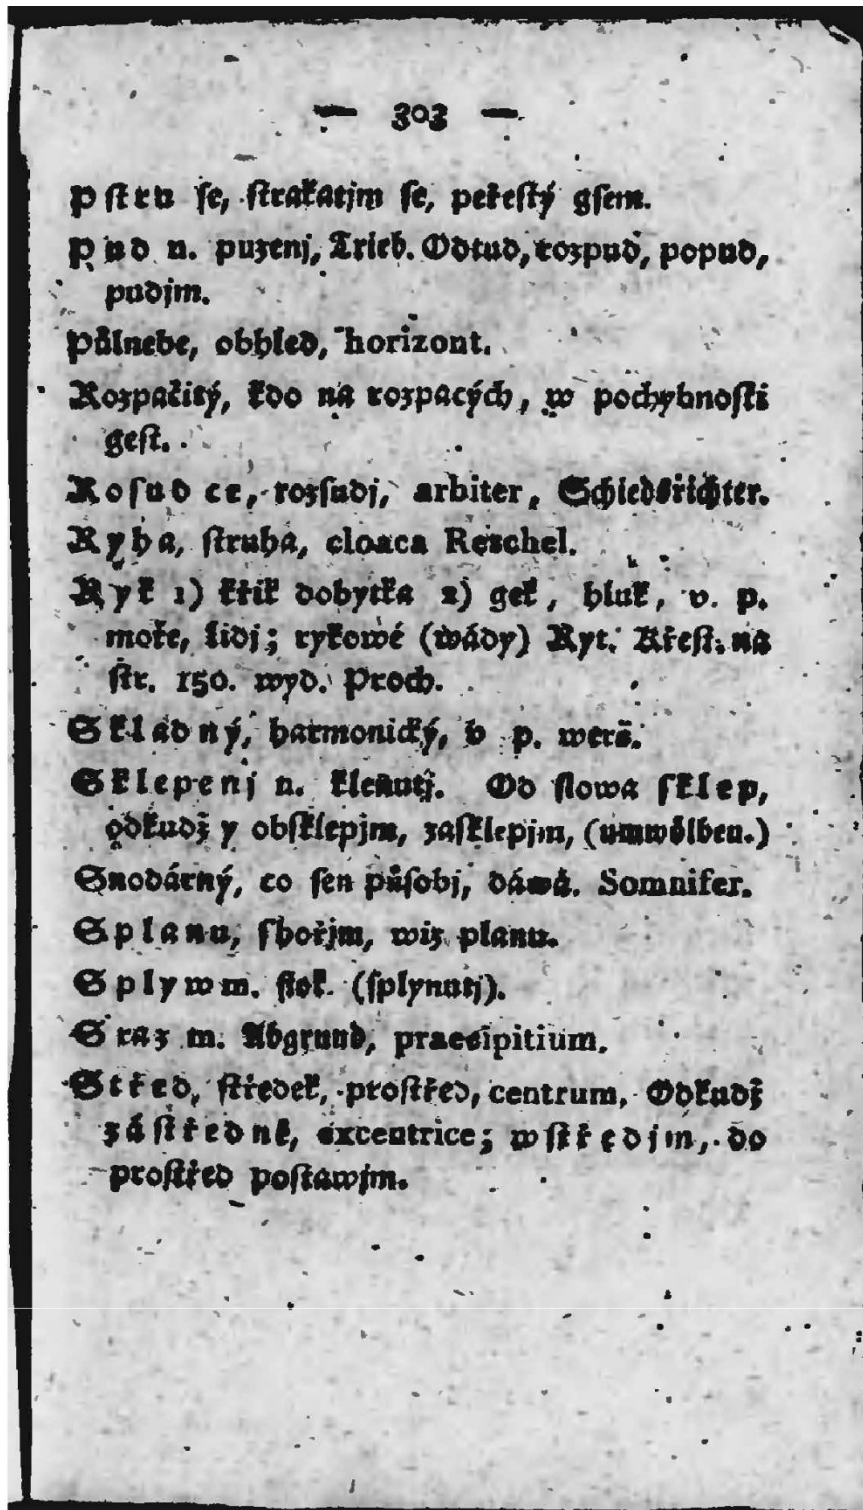 — 303 —
Pstru se, strakatjm se, peřestý gsem.
Pud n. puzenj, Trieb. Odtud, rozpud, popud,
pudjm.
Půlnebe, obhled, horizont.
Rozpačitý, kdo na rozpacých, w pochybnosti
gest.
Rosudce, rozsudj, arbiter, Schiedsrichter.
Ryha, struha, cloaca Reschel.
Ryk 1) křik dobytka 2) gek, hluk, v. p.
moře, lidj; rykowé (wády) Ryt. Křest. na
str. 150. wyd. Proch.
Skladný, harmonický, v p. werš.
Sklepenj n. klenutj. Od slowa sklep,
odkudž y obsklepjm, zasklepjm, (umwölben.)
Snodárný, co sen působj, dáwá. Somnifer.
Splanu, shořjm, wiz planu.
Splyw m. stok. (splynutj).
Sraz m. Abgrund, praecipitium.
Střed, středek, prostřed, centrum. Odkudž
zástředně, excentrice; wstředjm, do
prostřed postawjm.